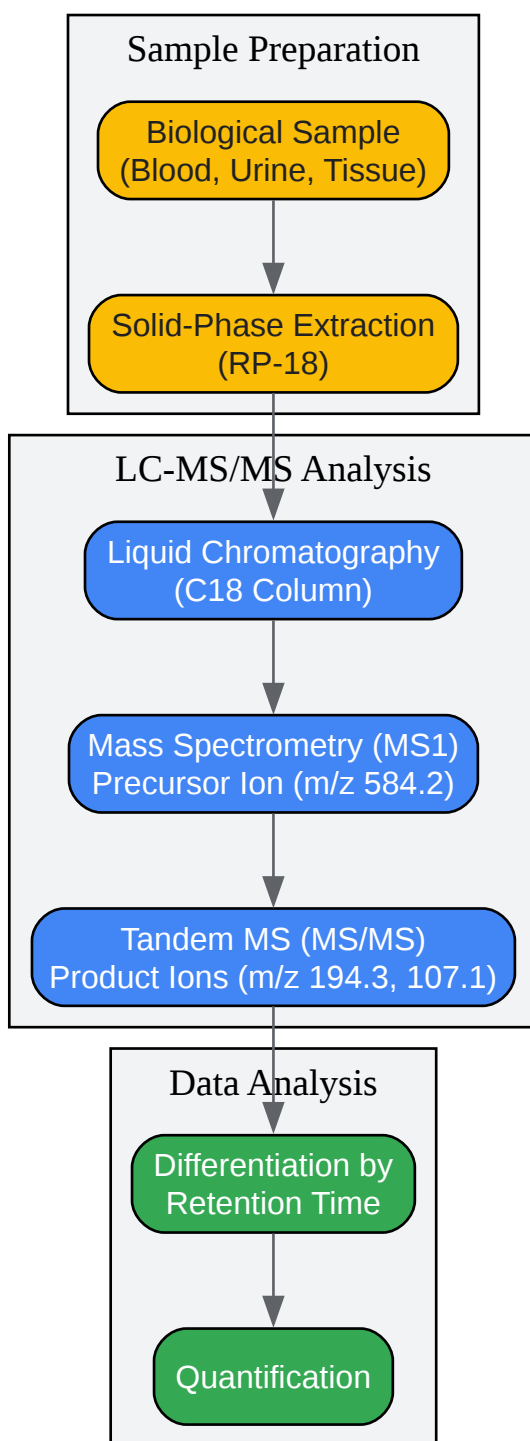 Sample Preparation
Biological Sample
(Blood, Urine, Tissue)
Solid-Phase Extraction
(RP-18)
LC-MS/MS Analysis
Liquid Chromatography
(C18 Column)
Mass Spectrometry (MS1)
Precursor Ion (m/z 584.2)
Tandem MS (MS/MS)
Product Ions (m/z 194.3, 107.1)
Data Analysis
Differentiation by
Retention Time
Quantification